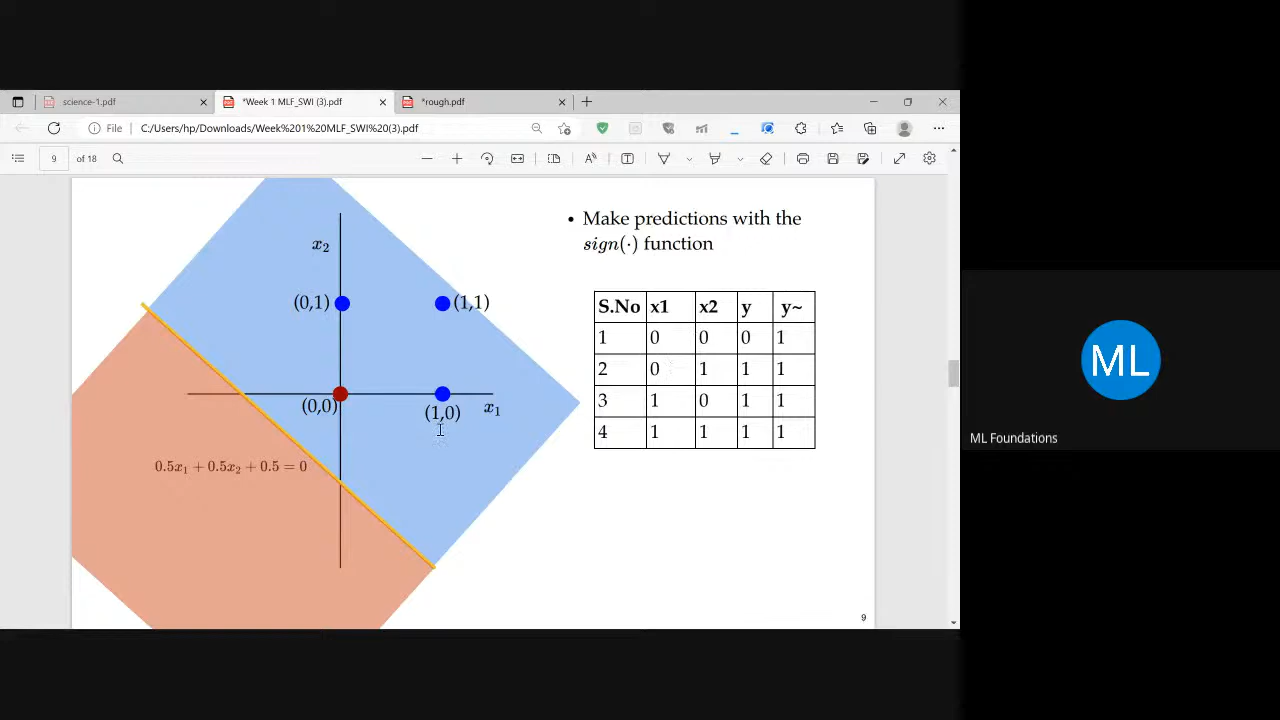 science-1.pdf
*Week 1 MLF_SWI (3).pdf
*rough.pdf
File
C:/Users/hp/Downloads/Week%201%20MLF_SWI%20(3).pdf
9 of 18
• Make predictions with the
sign(·) function
x₂
(0,1)
(1,1)
(0,0)
(1,0)
x₁
0.5x₁ + 0.5x₂ + 0.5 = 0
S.No x1 x2 y y~
1 0 0 0 1
2 0 1 1 1
3 1 0 1 1
4 1 1 1 1
9
ML
ML Foundations